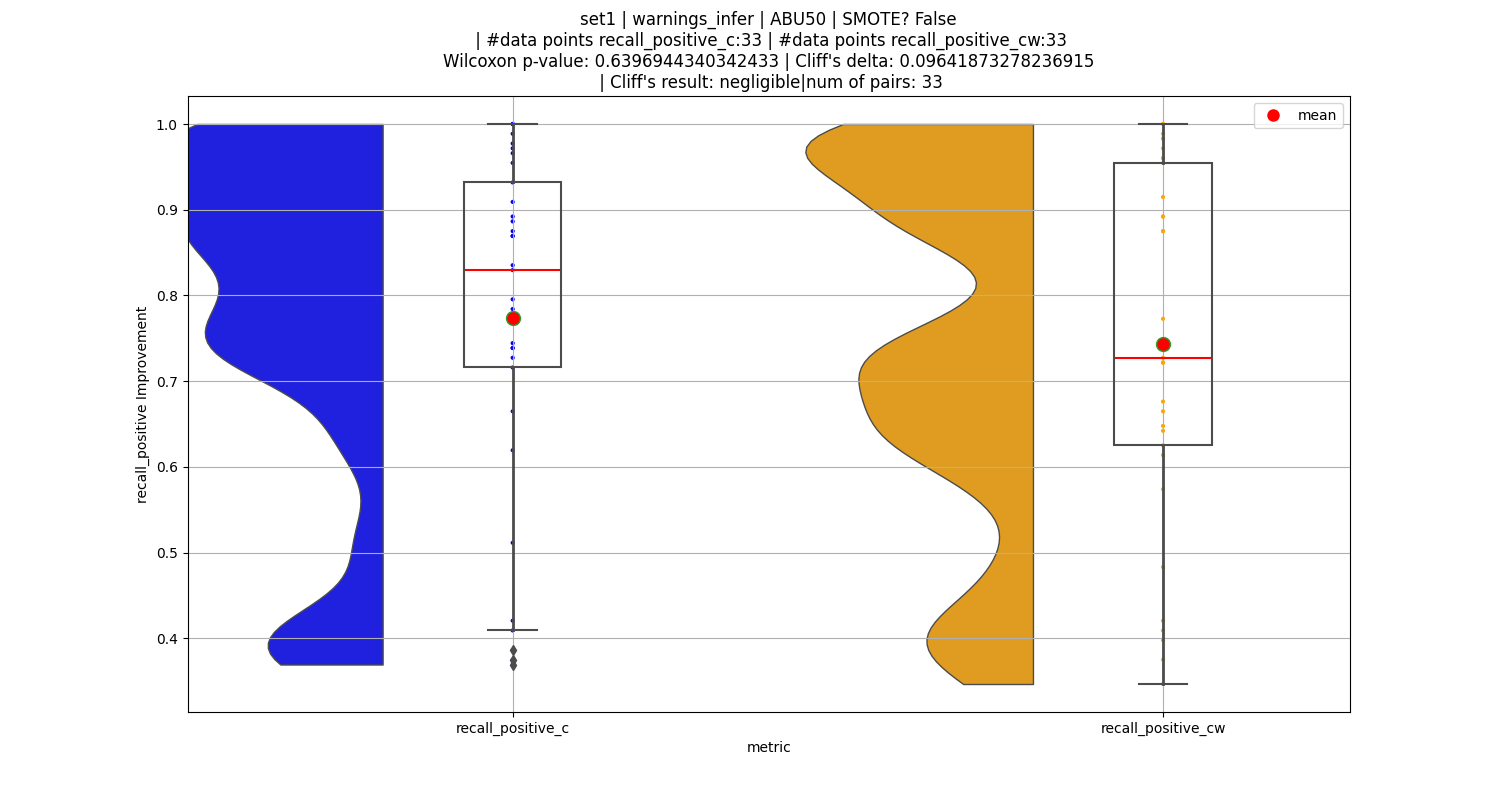 set1 | warnings_infer | ABU50 | SMOTE? False
| #data points recall_positive_c:33 | #data points recall_positive_cw:33
Wilcoxon p-value: 0.6396944340342433 | Cliff's delta: 0.09641873278236915
| Cliff's result: negligible|num of pairs: 33
mean
1.0
0.9
0.8
0.7
0.6
0.5
0.4
recall_positive Improvement
recall_positive_c
recall_positive_cw
metric